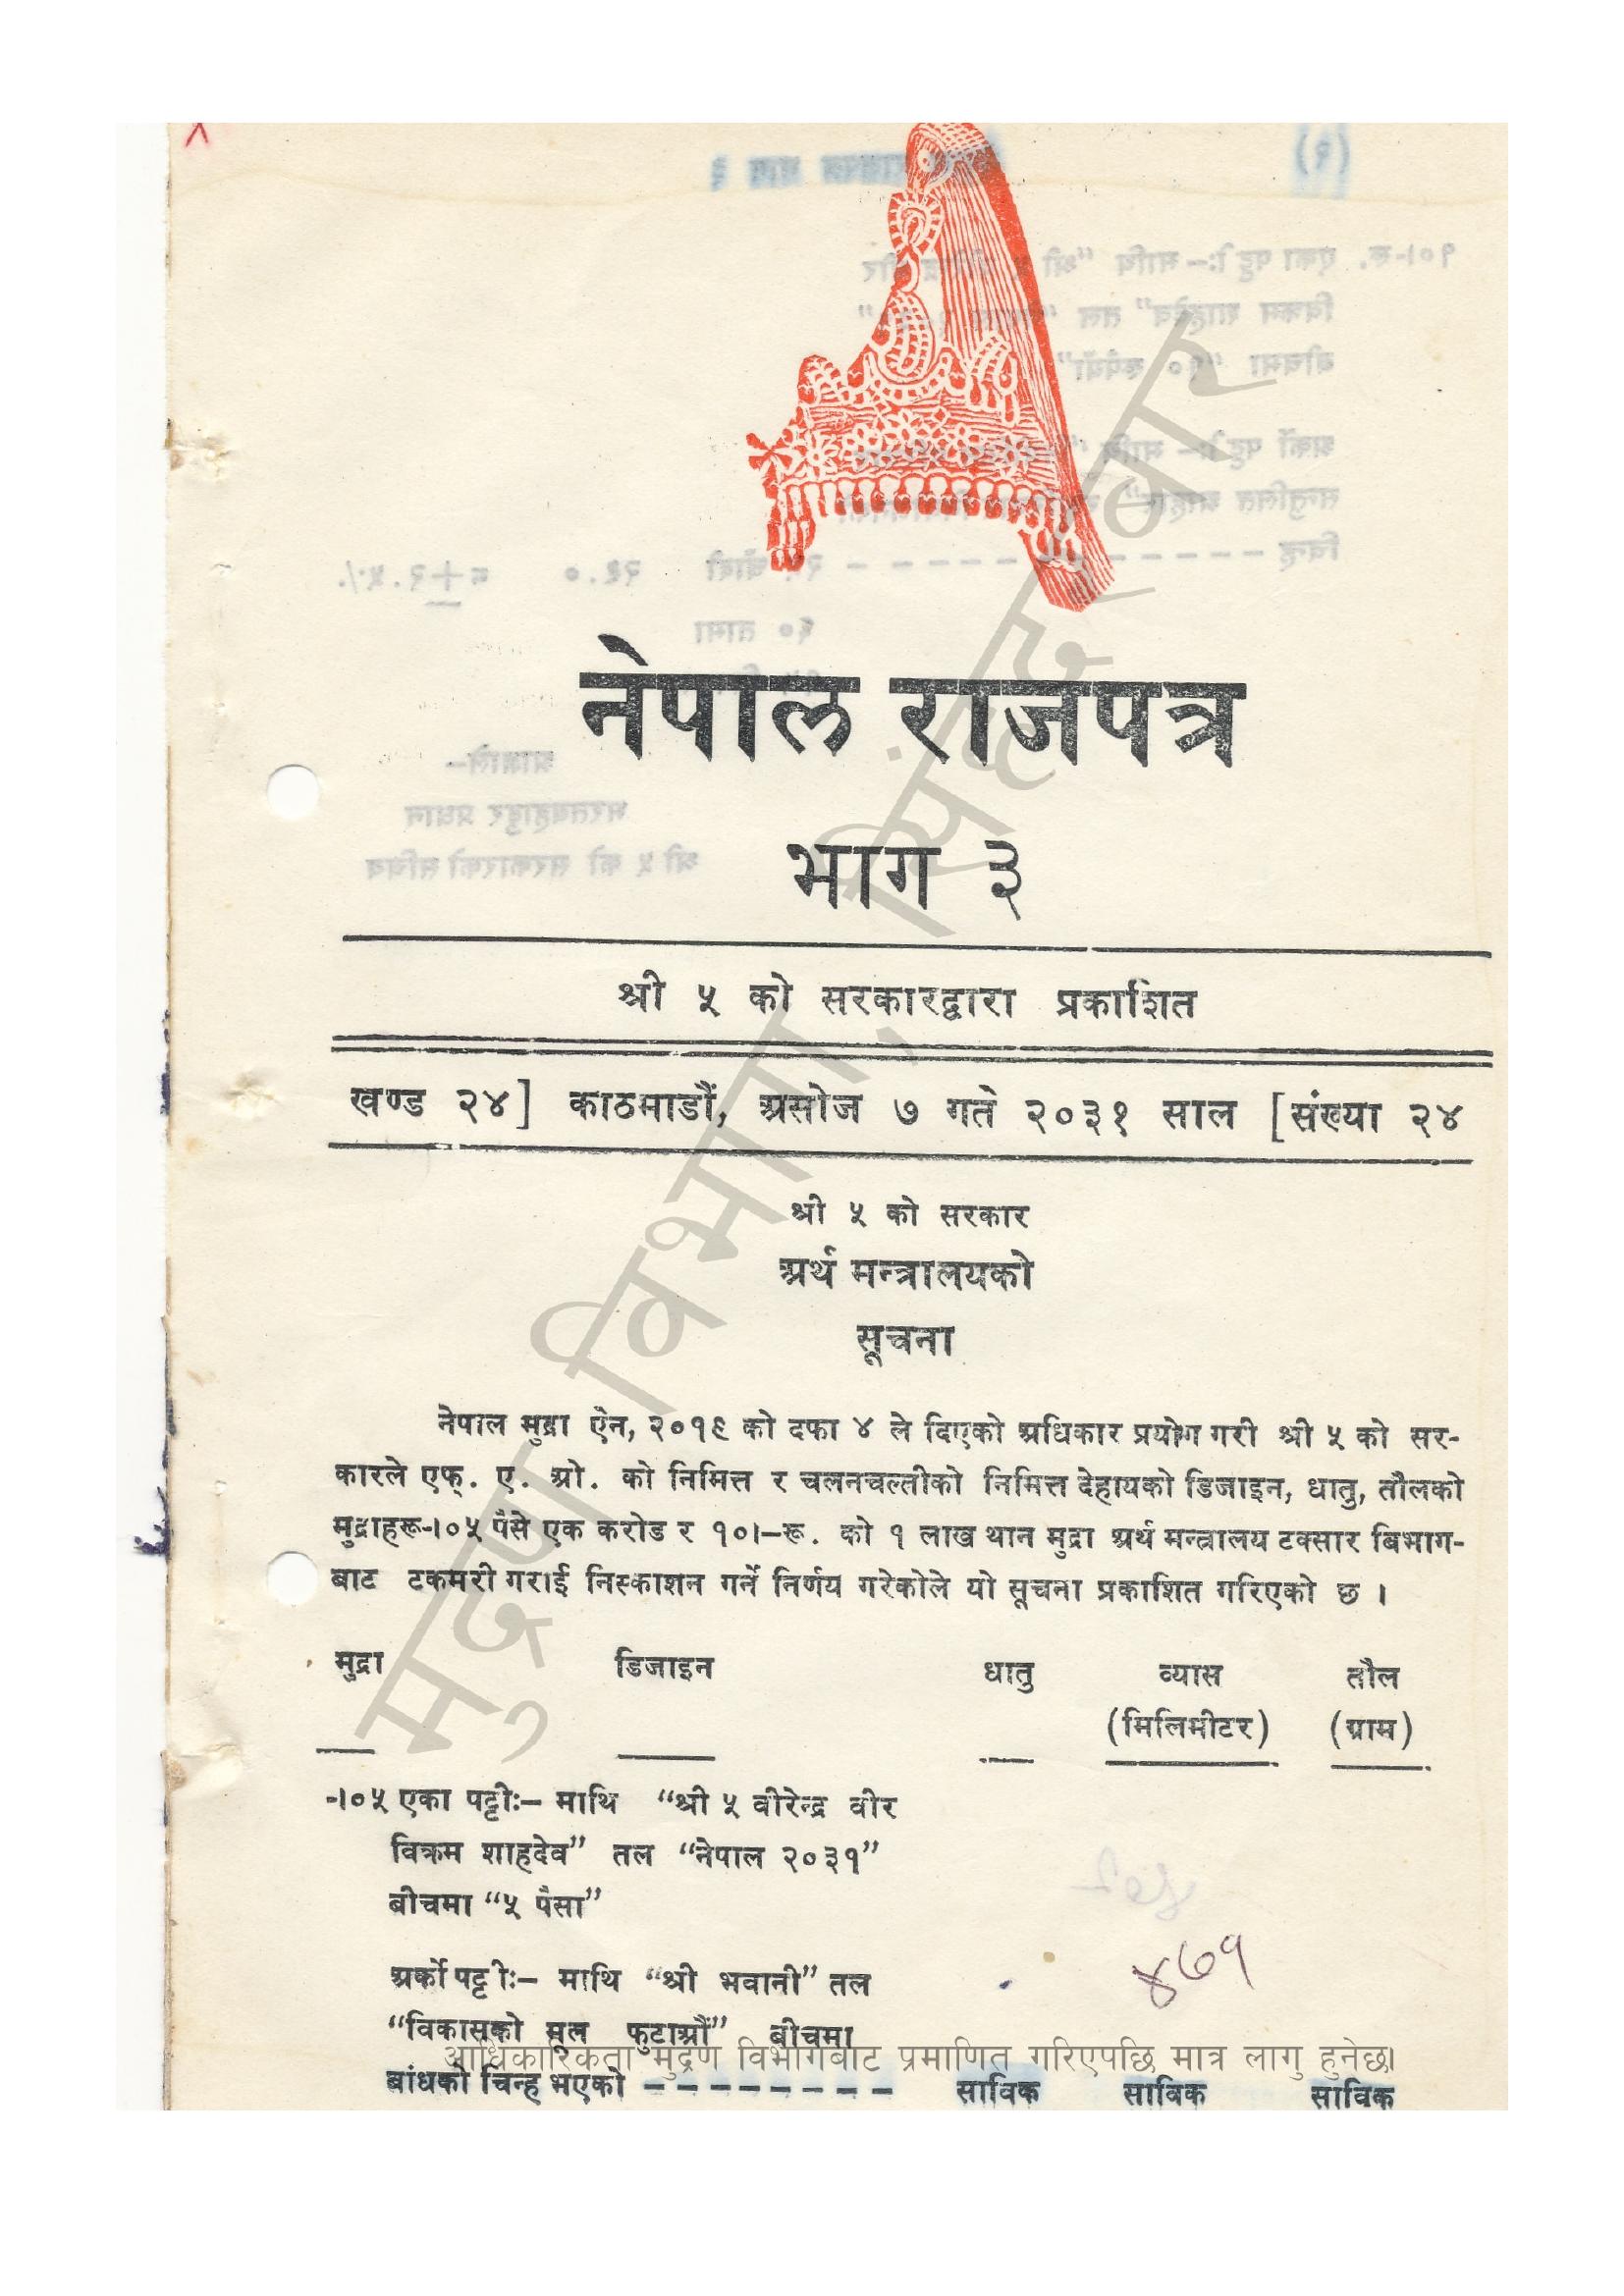 नेपाल राजपत्र
भाग ३
श्री ५ को सरकारद्वारा प्रकाशित
खण्ड २४] काठमाडौं, असोज ७ गते २०३१ साल [संख्या २४
श्री ५ को सरकार
अर्थ मन्त्रालयको
सूचना
नेपाल मुद्रा ऐन, २०१९ को दफा ४ ले दिएको अधिकार प्रयोग गरी श्री ५ को सर-
कारले एफ्. ए. ओ. को निमित्त र चलनचल्तीको निमित्त देहायको डिजाइन, धातु, तौलको
मुद्राहरू-।०५ पैसे एक करोड र १०।-रू. को १ लाख थान मुद्रा अर्थ मन्त्रालय टक्सार बिभाग-
बाट टकमरी गराई निस्काशन गर्ने निर्णय गरेकोले यो सूचना प्रकाशित गरिएको छ ।
मुद्रा डिजाइन धातु व्यास तौल
(मिलिमीटर) (ग्राम)
-।०५ एका पट्टीः– माथि “श्री ५ वीरेन्द्र वीर
विक्रम शाहदेव” तल “नेपाल २०३१”
बीचमा “५ पैसा”
अर्को पट्टीः– माथि “श्री भवानी” तल
“विकासको मूल फुटाऔं” बीचमा
बांधको चिन्ह भएको – – – – – – – – साविक साविक साविक
४७१
मुद्रण विभाग, सिंहदरबार
आधिकारिकता मुद्रण विभागबाट प्रमाणित गरिएपछि मात्र लागु हुनेछ।